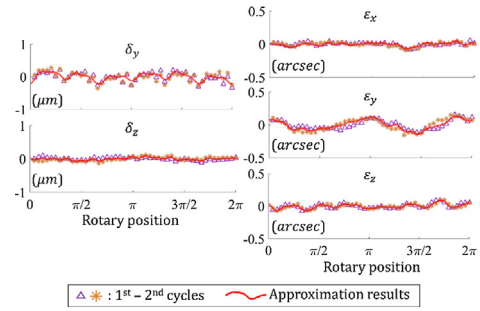 δy
1
0
-1
(μm)
δz
1
0
-1
(μm)
0 π/2 π 3π/2 2π
Rotary position
εx
0.5
0
-0.5
(arcsec)
εy
0.5
0
-0.5
(arcsec)
εz
0.5
0
-0.5
(arcsec)
0 π/2 π 3π/2 2π
Rotary position
: 1st – 2nd cycles Approximation results